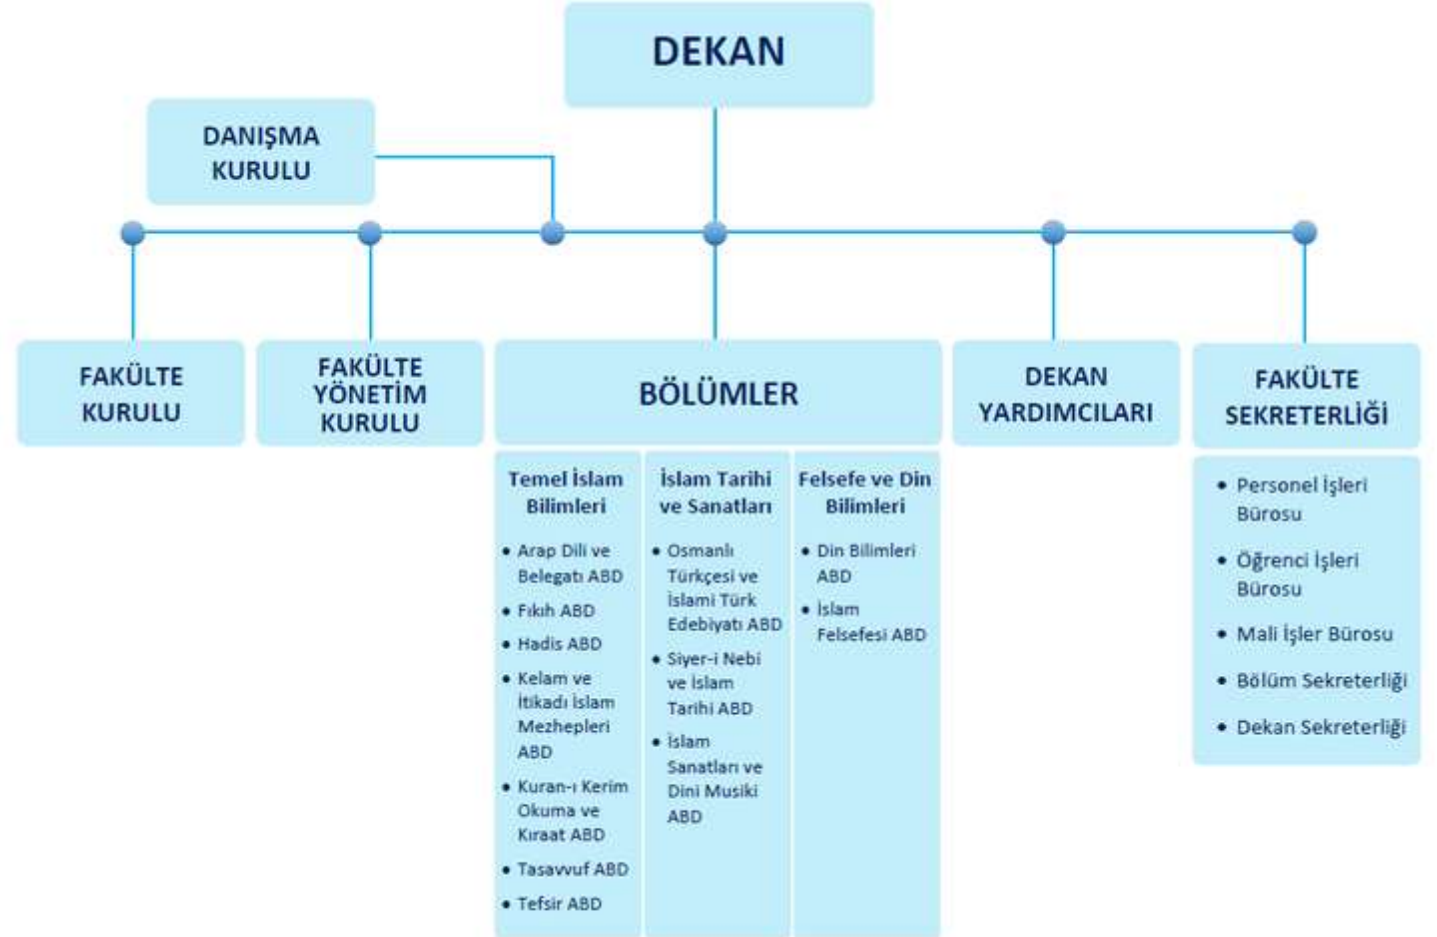 DEKAN
DANIŞMA
KURULU
FAKÜLTE
KURULU
FAKÜLTE
YÖNETİM
KURULU
BÖLÜMLER
DEKAN
YARDIMCILARI
FAKÜLTE
SEKRETERLİĞİ
Temel İslam
Bilimleri
• Arap Dili ve
Belegatı ABD
• Fıkıh ABD
• Hadis ABD
• Kelam ve
İtikadı İslam
Mezhepleri
ABD
• Kuran-ı Kerim
Okuma ve
Kıraat ABD
• Tasavvuf ABD
• Tefsir ABD
İslam Tarihi
ve Sanatları
• Osmanlı
Türkçesi ve
İslami Türk
Edebiyatı ABD
• Siyer-i Nebi
ve İslam
Tarihi ABD
• İslam
Sanatları ve
Dini Musiki
ABD
Felsefe ve Din
Bilimleri
• Din Bilimleri
ABD
• İslam
Felsefesi ABD
• Personel İşleri
Bürosu
• Öğrenci İşleri
Bürosu
• Mali İşler Bürosu
• Bölüm Sekreterliği
• Dekan Sekreterliği